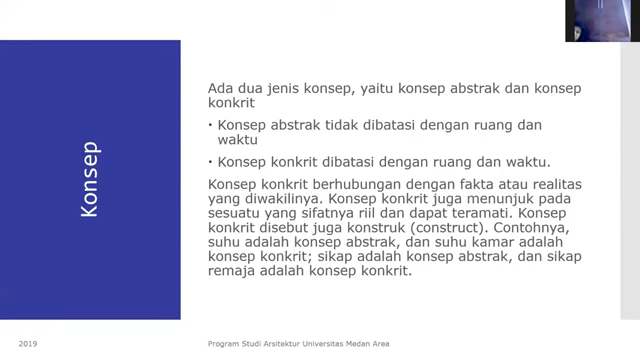 Konsep
Ada dua jenis konsep, yaitu konsep abstrak dan konsep
konkrit
• Konsep abstrak tidak dibatasi dengan ruang dan
waktu
• Konsep konkrit dibatasi dengan ruang dan waktu.
Konsep konkrit berhubungan dengan fakta atau realitas
yang diwakilinya. Konsep konkrit juga menunjuk pada
sesuatu yang sifatnya riil dan dapat teramati. Konsep
konkrit disebut juga konstruk (construct). Contohnya,
suhu adalah konsep abstrak, dan suhu kamar adalah
konsep konkrit; sikap adalah konsep abstrak, dan sikap
remaja adalah konsep konkrit.
2019
Program Studi Arsitektur Universitas Medan Area